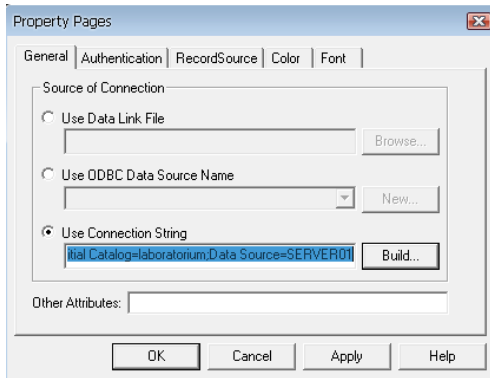 Property Pages
General Authentication RecordSource Color Font
Source of Connection
Use Data Link File
Browse...
Use ODBC Data Source Name
New...
Use Connection String
itial Catalog=laboratorium;Data Source=SERVER01 Build...
Other Attributes:
OK Cancel Apply Help